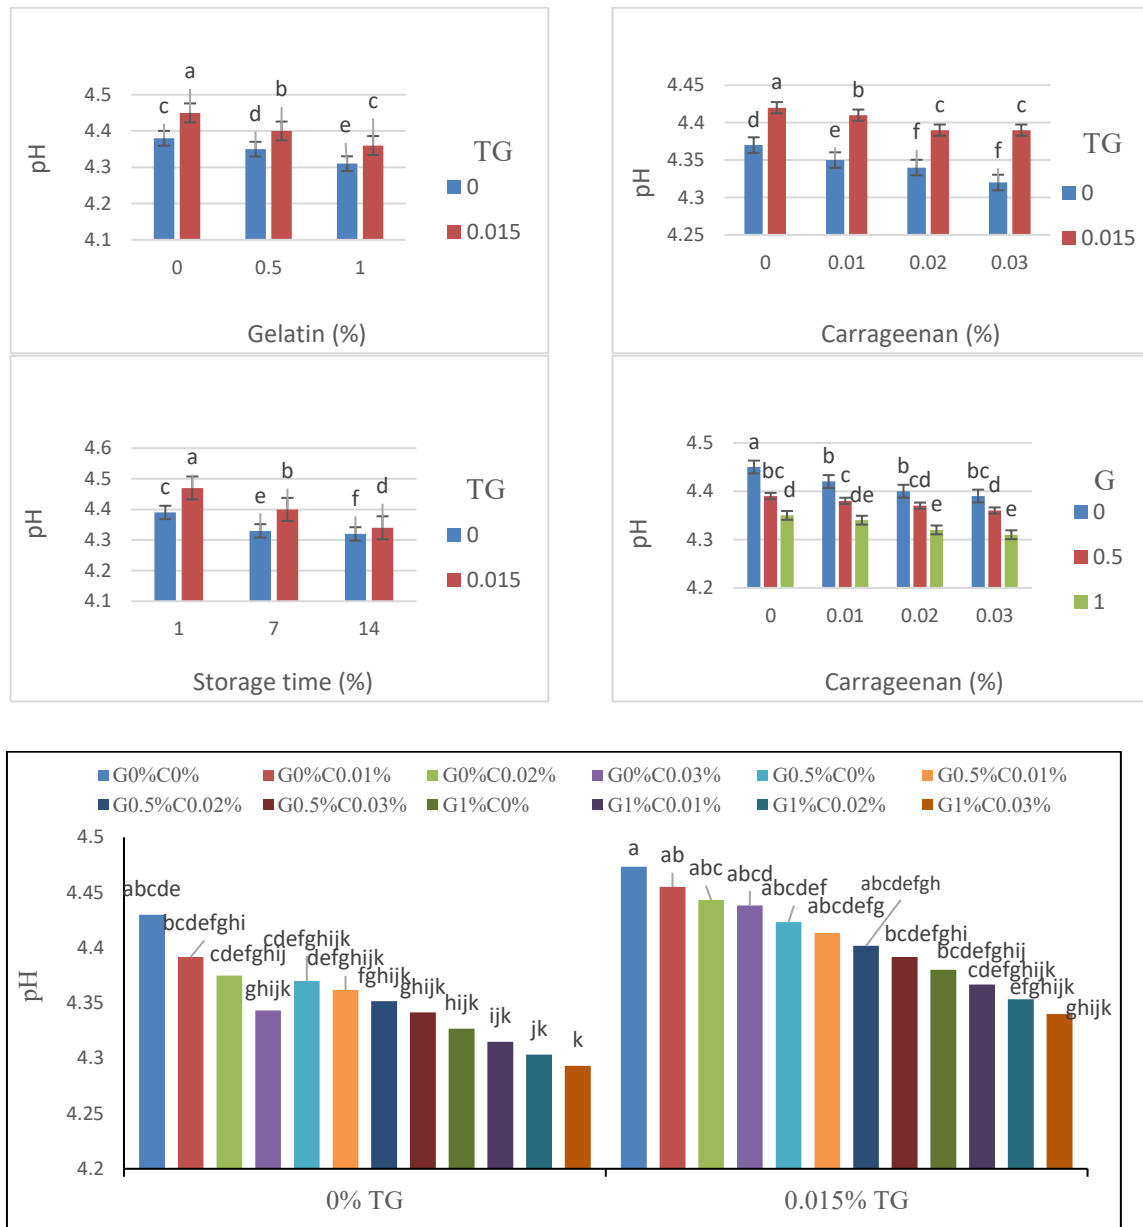 a
c
b
4.5
d
c
e
4.4
TG
4.3
0
4.2
0.015
4.1
0
0.5
1
pH
Gelatin (%)
4.45
a
b
c
c
4.4
d
e
f
f
TG
4.35
0
4.3
0.015
4.25
0
0.01
0.02
0.03
pH
Carrageenan (%)
4.6
a
4.5
c
b
e
f
d
4.4
TG
4.3
0
4.2
0.015
4.1
1
7
14
pH
Storage time (%)
4.5
a
b
b
bc
bc
c
cd
d
d
de
e
e
G
4.4
0
0.5
4.3
1
4.2
0
0.01
0.02
0.03
pH
Carrageenan (%)
G0%C0%
G0%C0.01%
G0%C0.02%
G0%C0.03%
G0.5%C0%
G0.5%C0.01%
G0.5%C0.02%
G0.5%C0.03%
G1%C0%
G1%C0.01%
G1%C0.02%
G1%C0.03%
4.5
4.45
4.4
4.35
4.3
4.25
4.2
pH
abcde
bcdefghi
cdefghij
ghijk
cdefghijk
defghijk
fghijk
ghijk
hijk
ijk
jk
k
a
ab
abc
abcd
abcdef
abcdefg
abcdefgh
bcdefghi
bcdefghij
cdefghijk
efghijk
ghijk
0% TG
0.015% TG